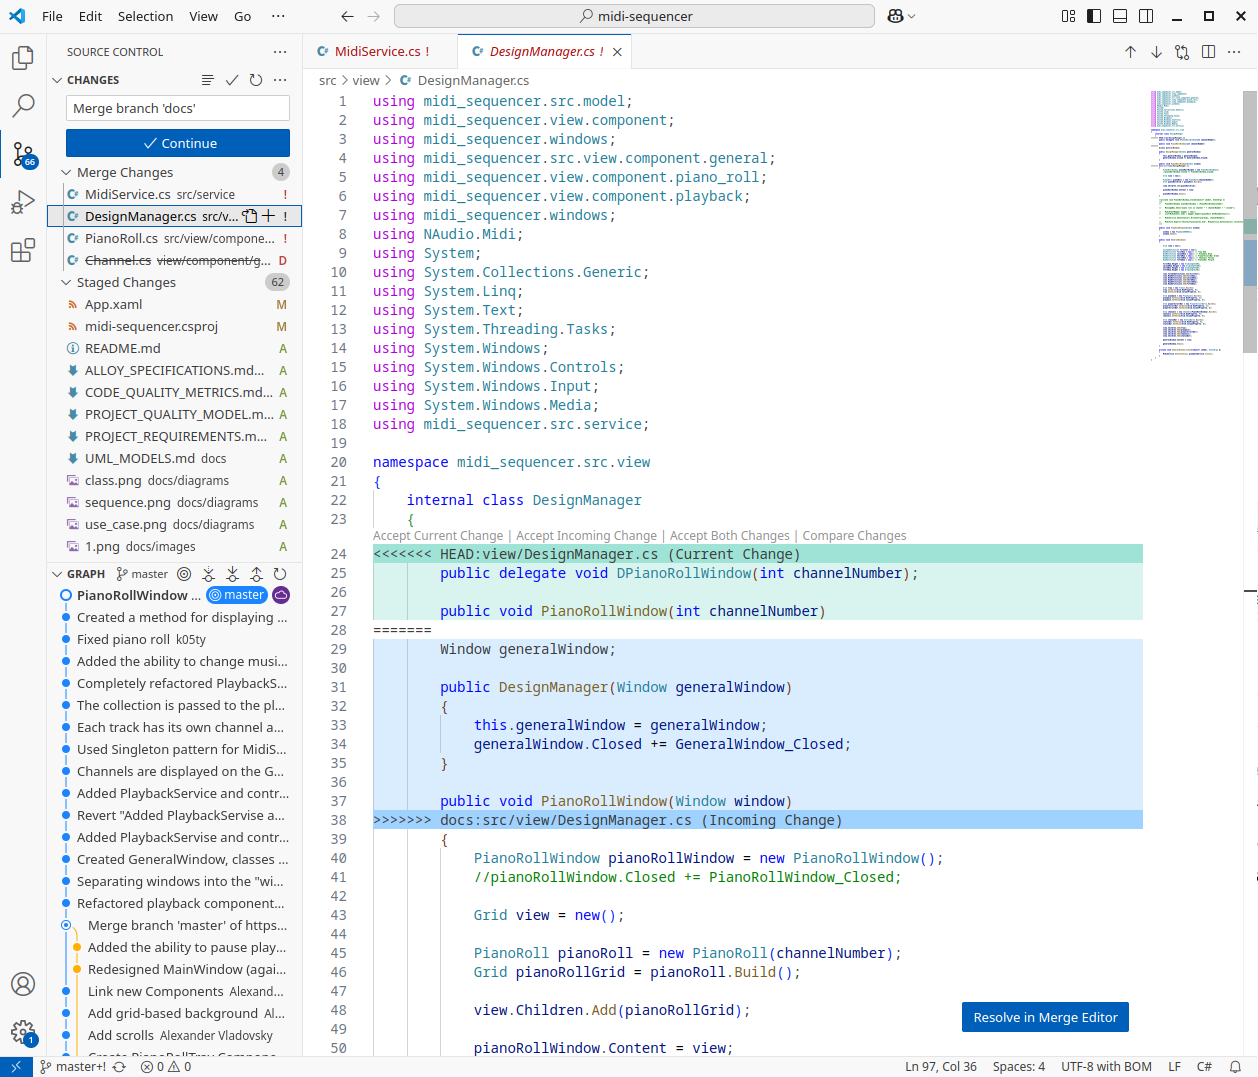 File Edit Selection View Go ··· midi-sequencer
SOURCE CONTROL
CHANGES
Merge branch 'docs'
Continue
Merge Changes 4
MidiService.cs src/service !
DesignManager.cs src/v... !
PianoRoll.cs src/view/compone... !
Channel.cs view/component/g... D
Staged Changes 62
App.xaml M
midi-sequencer.csproj M
README.md A
ALLOY_SPECIFICATIONS.md... A
CODE_QUALITY_METRICS.md... A
PROJECT_QUALITY_MODEL.m... A
PROJECT_REQUIREMENTS.m... A
UML_MODELS.md docs A
class.png docs/diagrams A
sequence.png docs/diagrams A
use_case.png docs/diagrams A
1.png docs/images A
GRAPH master
PianoRollWindow ... master
Created a method for displaying ...
Fixed piano roll k05ty
Added the ability to change musi...
Completely refactored PlaybackS...
The collection is passed to the pl...
Each track has its own channel a...
Used Singleton pattern for MidiS...
Channels are displayed on the G...
Added PlaybackService and contr...
Revert "Added PlaybackServise a...
Added PlaybackServise and contr...
Created GeneralWindow, classes ...
Separating windows into the "wi...
Refactored playback component...
Merge branch 'master' of https...
Added the ability to pause play...
Redesigned MainWindow (agai...
Link new Components Alexand...
Add grid-based background Al...
Add scrolls Alexander Vladovsky
66
1
MidiService.cs ! DesignManager.cs !
src > view > DesignManager.cs
1 using midi_sequencer.src.model;
2 using midi_sequencer.view.component;
3 using midi_sequencer.windows;
4 using midi_sequencer.src.view.component.general;
5 using midi_sequencer.view.component.piano_roll;
6 using midi_sequencer.view.component.playback;
7 using midi_sequencer.windows;
8 using NAudio.Midi;
9 using System;
10 using System.Collections.Generic;
11 using System.Linq;
12 using System.Text;
13 using System.Threading.Tasks;
14 using System.Windows;
15 using System.Windows.Controls;
16 using System.Windows.Input;
17 using System.Windows.Media;
18 using midi_sequencer.src.service;
19
20 namespace midi_sequencer.src.view
21 {
22 internal class DesignManager
23 {
Accept Current Change | Accept Incoming Change | Accept Both Changes | Compare Changes
24 <<<<<<< HEAD:view/DesignManager.cs (Current Change)
25 public delegate void DPianoRollWindow(int channelNumber);
26
27 public void PianoRollWindow(int channelNumber)
28 =======
29 Window generalWindow;
30
31 public DesignManager(Window generalWindow)
32 {
33 this.generalWindow = generalWindow;
34 generalWindow.Closed += GeneralWindow_Closed;
35 }
36
37 public void PianoRollWindow(Window window)
38 >>>>>>> docs:src/view/DesignManager.cs (Incoming Change)
39 {
40 PianoRollWindow pianoRollWindow = new PianoRollWindow();
41 //pianoRollWindow.Closed += PianoRollWindow_Closed;
42
43 Grid view = new();
44
45 PianoRoll pianoRoll = new PianoRoll(channelNumber);
46 Grid pianoRollGrid = pianoRoll.Build();
47
48 view.Children.Add(pianoRollGrid);
49
50 pianoRollWindow.Content = view;
Resolve in Merge Editor
master+! 0 0 Ln 97, Col 36 Spaces: 4 UTF-8 with BOM LF C#